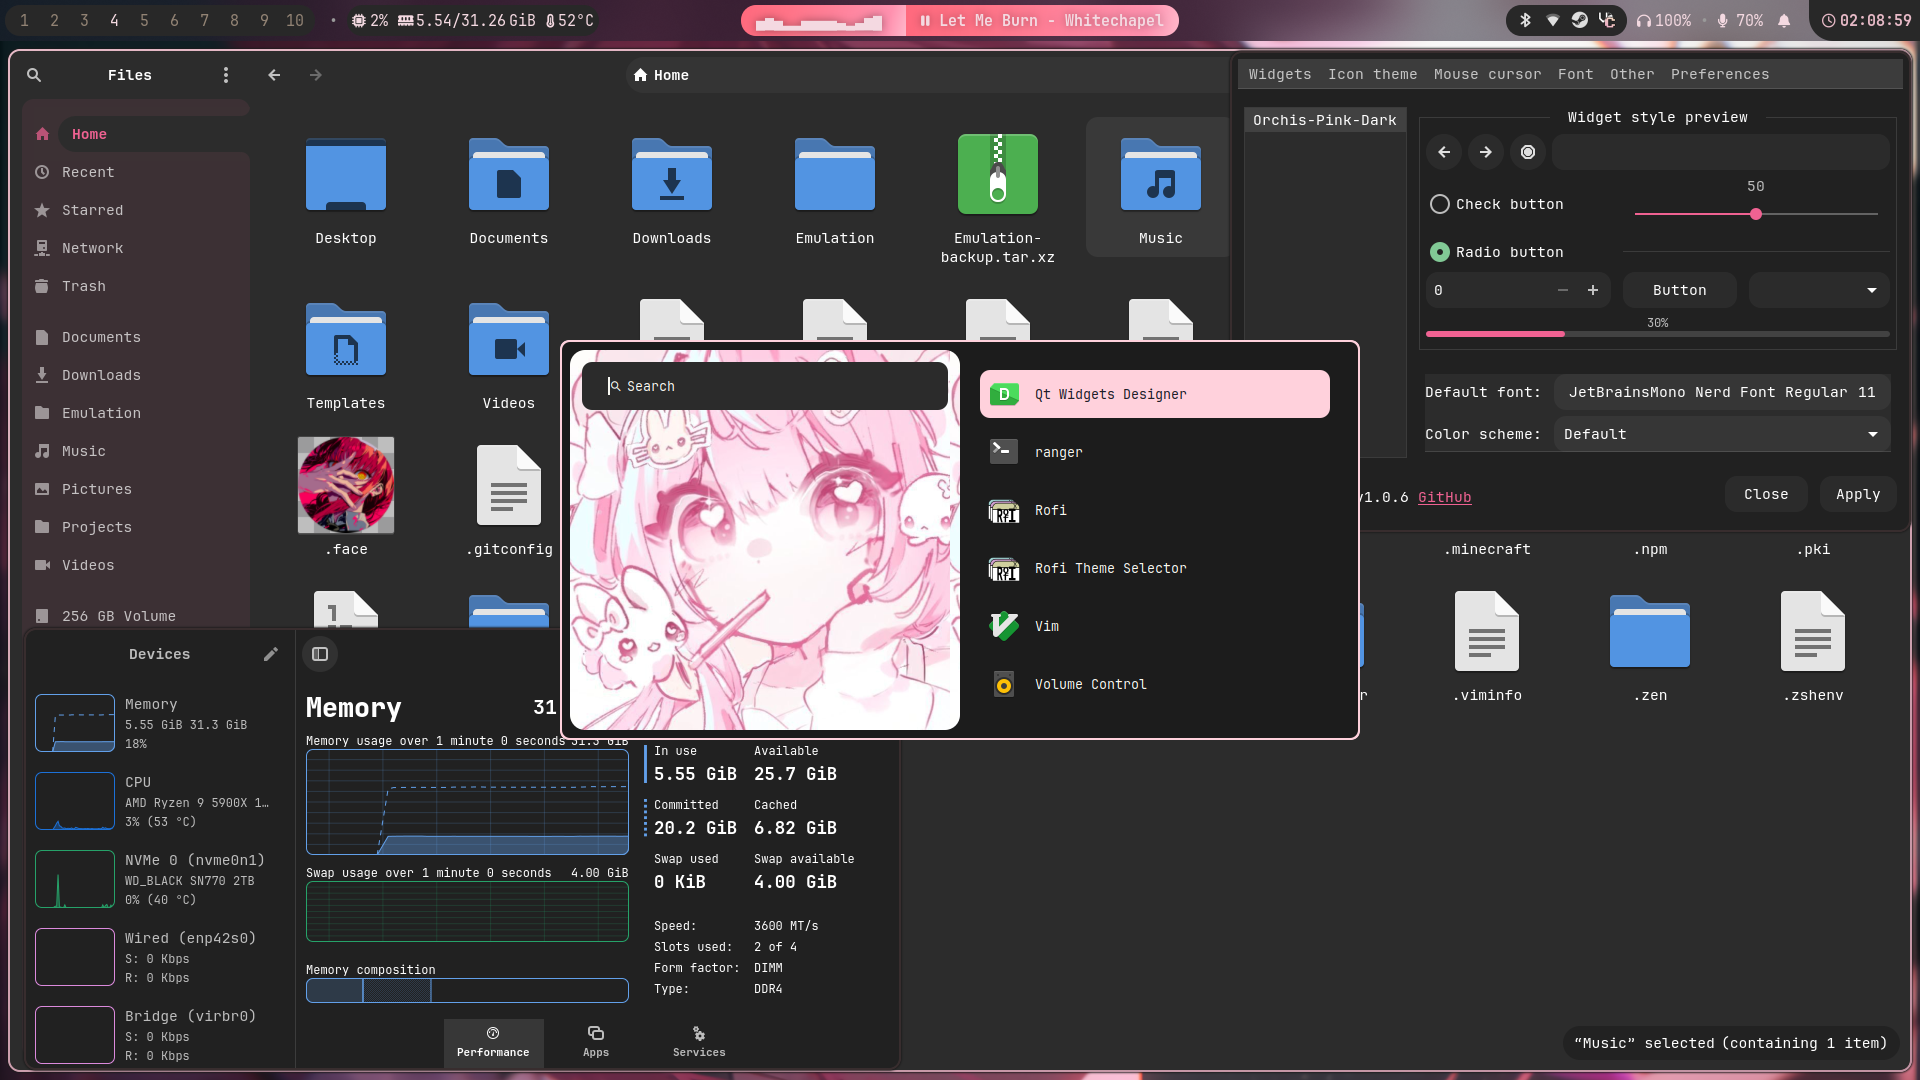 1 2 3 4 5 6 7 8 9 10 • 2% 5.54/31.26 GiB 52°C
Let Me Burn - Whitechapel
100% • 70% 02:08:59
Files
Home
Home
Recent
Starred
Network
Trash
Documents
Downloads
Emulation
Music
Pictures
Projects
Videos
256 GB Volume
Desktop
Documents
Downloads
Emulation
Emulation-
backup.tar.xz
Music
Templates
Videos
.face
.gitconfig
.minecraft
.npm
.pki
.viminfo
.zen
.zshenv
Widgets Icon theme Mouse cursor Font Other Preferences
Orchis-Pink-Dark
Widget style preview
50
Check button
Radio button
0
Button
30%
Default font: JetBrainsMono Nerd Font Regular 11
Color scheme: Default
v1.0.6 GitHub
Close
Apply
Search
D
Qt Widgets Designer
ranger
Rofi
Rofi Theme Selector
Vim
Volume Control
Devices
Memory
5.55 GiB 31.3 GiB
18%
CPU
AMD Ryzen 9 5900X 1…
3% (53 °C)
NVMe 0 (nvme0n1)
WD_BLACK SN770 2TB
0% (40 °C)
Wired (enp42s0)
S: 0 Kbps
R: 0 Kbps
Bridge (virbr0)
S: 0 Kbps
R: 0 Kbps
Memory 31
Memory usage over 1 minute 0 seconds 31.3 GiB
Swap usage over 1 minute 0 seconds 4.00 GiB
Memory composition
In use
5.55 GiB
Available
25.7 GiB
Committed
20.2 GiB
Cached
6.82 GiB
Swap used
0 KiB
Swap available
4.00 GiB
Speed: 3600 MT/s
Slots used: 2 of 4
Form factor: DIMM
Type: DDR4
Performance
Apps
Services
“Music” selected (containing 1 item)